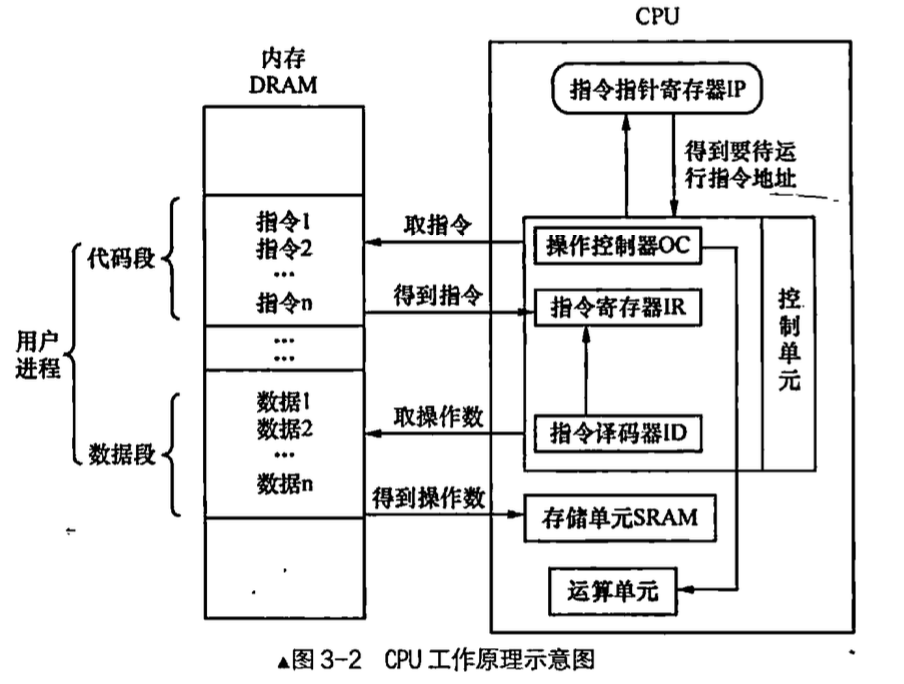 CPU
内存
DRAM
指令指针寄存器IP
得到要待运
行指令地址
指令1
指令2
...
指令n
代码段
取指令
操作控制器OC
得到指令
指令寄存器IR
控制单元
用户
进程
...
...
数据1
数据2
...
数据n
数据段
取操作数
指令译码器ID
得到操作数
存储单元SRAM
运算单元
▲图3-2 CPU工作原理示意图